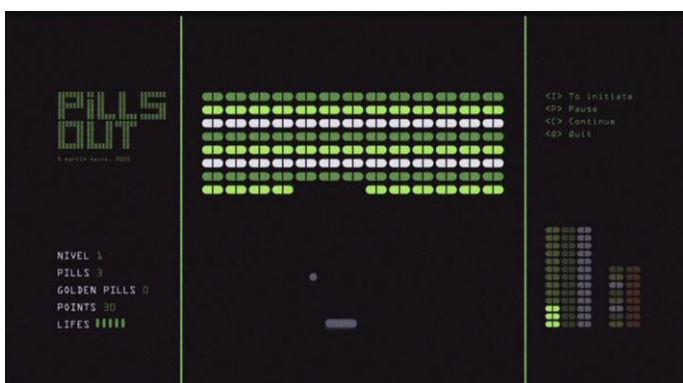 PiLLS
OUT
NIVEL 1
PILLS 3
GOLDEN PILLS 0
POINTS 30
LIFES
<I> To initiate
<P> Pause
<C> Continue
<Q> Quit